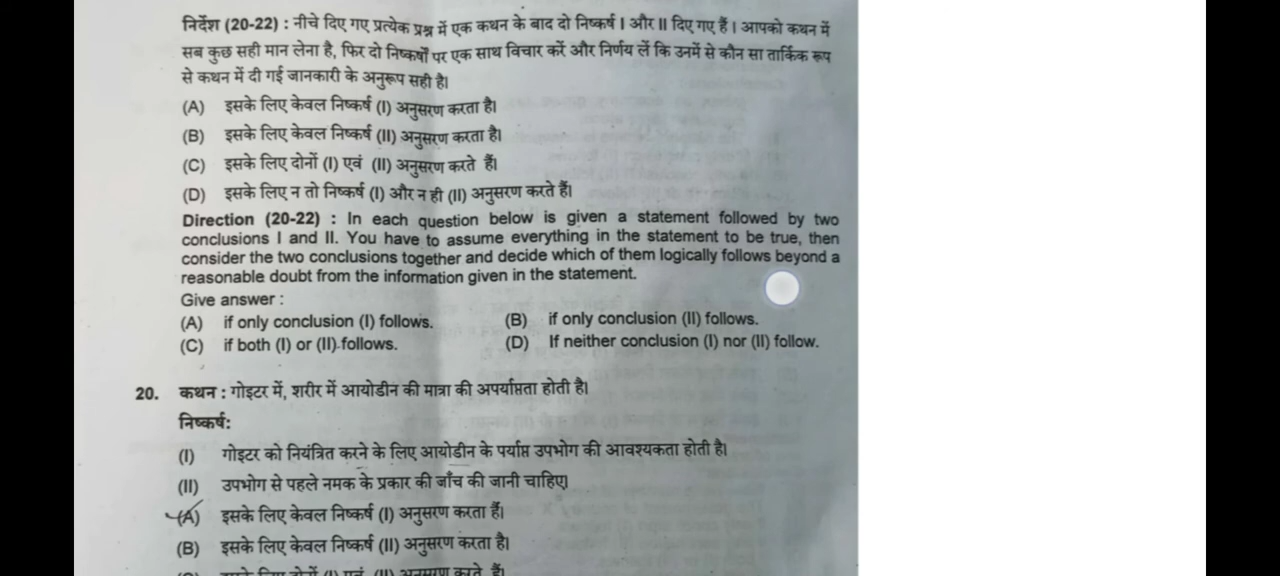 निर्देश (20-22) : नीचे दिए गए प्रत्येक प्रश्न में एक कथन के बाद दो निष्कर्ष I और II दिए गए हैं। आपको कथन में
सब कुछ सही मान लेना है, फिर दो निष्कर्षों पर एक साथ विचार करें और निर्णय लें कि उनमें से कौन सा तार्किक रूप
से कथन में दी गई जानकारी के अनुरूप सही है।
(A) इसके लिए केवल निष्कर्ष (I) अनुसरण करता है।
(B) इसके लिए केवल निष्कर्ष (II) अनुसरण करता है।
(C) इसके लिए दोनों (I) एवं (II) अनुसरण करते हैं।
(D) इसके लिए न तो निष्कर्ष (I) और न ही (II) अनुसरण करते हैं।
Direction (20-22) : In each question below is given a statement followed by two
conclusions I and II. You have to assume everything in the statement to be true, then
consider the two conclusions together and decide which of them logically follows beyond a
reasonable doubt from the information given in the statement.
Give answer :
(A) if only conclusion (I) follows. (B) if only conclusion (II) follows.
(C) if both (I) or (II) follows. (D) If neither conclusion (I) nor (II) follow.
20. कथन : गोइटर में, शरीर में आयोडीन की मात्रा की अपर्याप्तता होती है।
निष्कर्ष:
(I) गोइटर को नियंत्रित करने के लिए आयोडीन के पर्याप्त उपभोग की आवश्यकता होती है।
(II) उपभोग से पहले नमक के प्रकार की जाँच की जानी चाहिए।
(A) इसके लिए केवल निष्कर्ष (I) अनुसरण करता हैं।
(B) इसके लिए केवल निष्कर्ष (II) अनुसरण करता है।
इसके लिए दोनों (I) एवं (II) अनुसरण करते हैं।